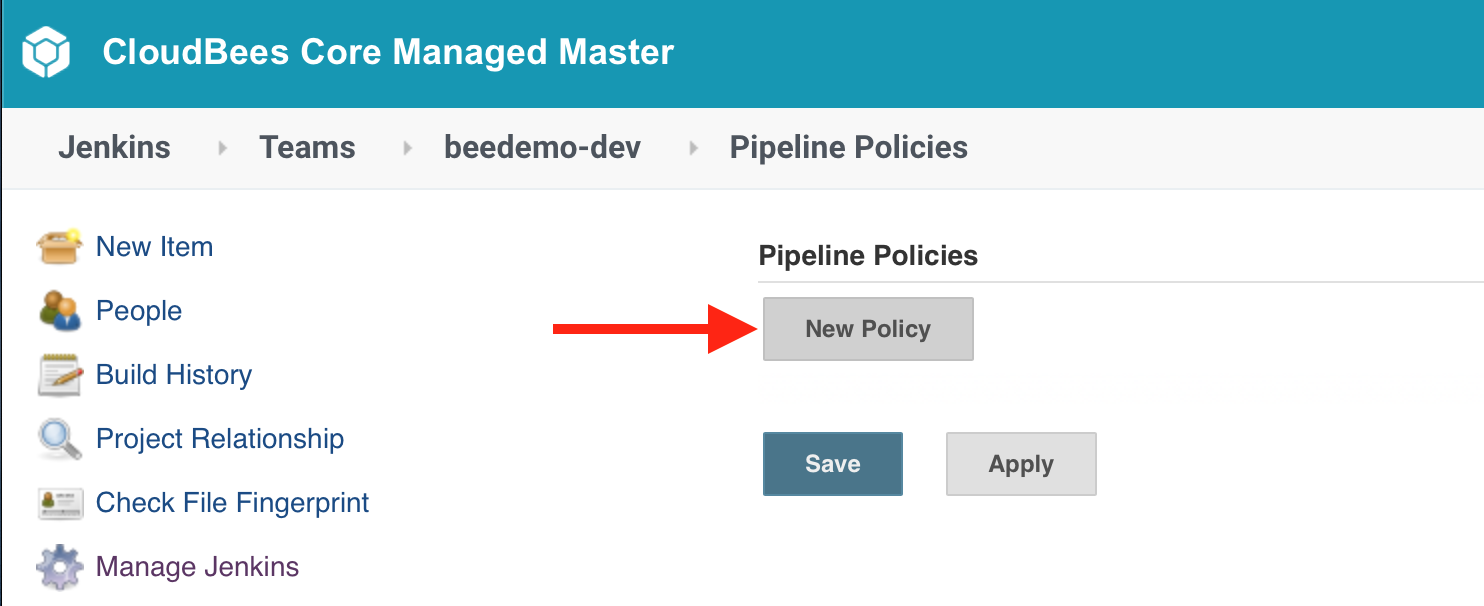 CloudBees Core Managed Master
Jenkins Teams beedemo-dev Pipeline Policies
New Item
People
Build History
Project Relationship
Check File Fingerprint
Manage Jenkins
Pipeline Policies
New Policy
Save Apply